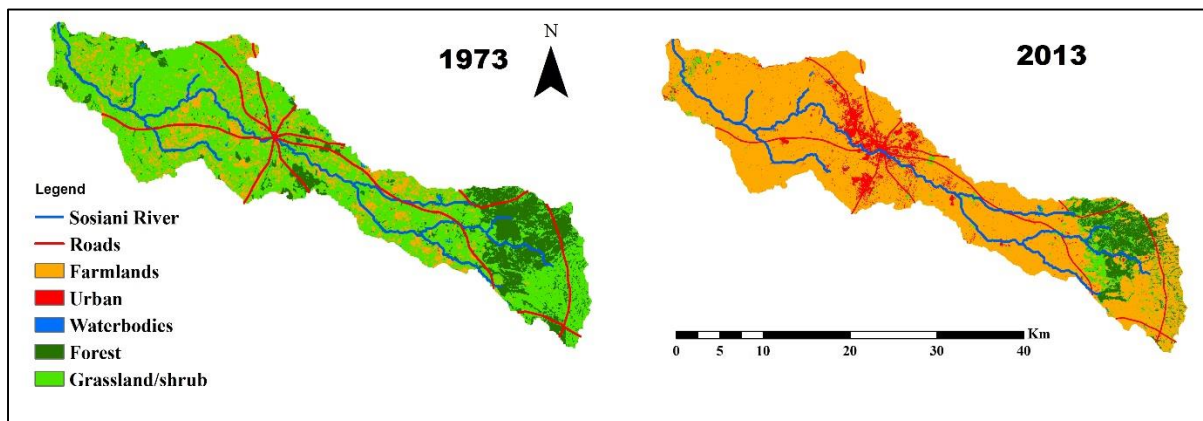 1973
N
2013
Legend
Sosiani River
Roads
Farmlands
Urban
Waterbodies
Forest
Grassland/shrub
Km
0 5 10 20 30 40